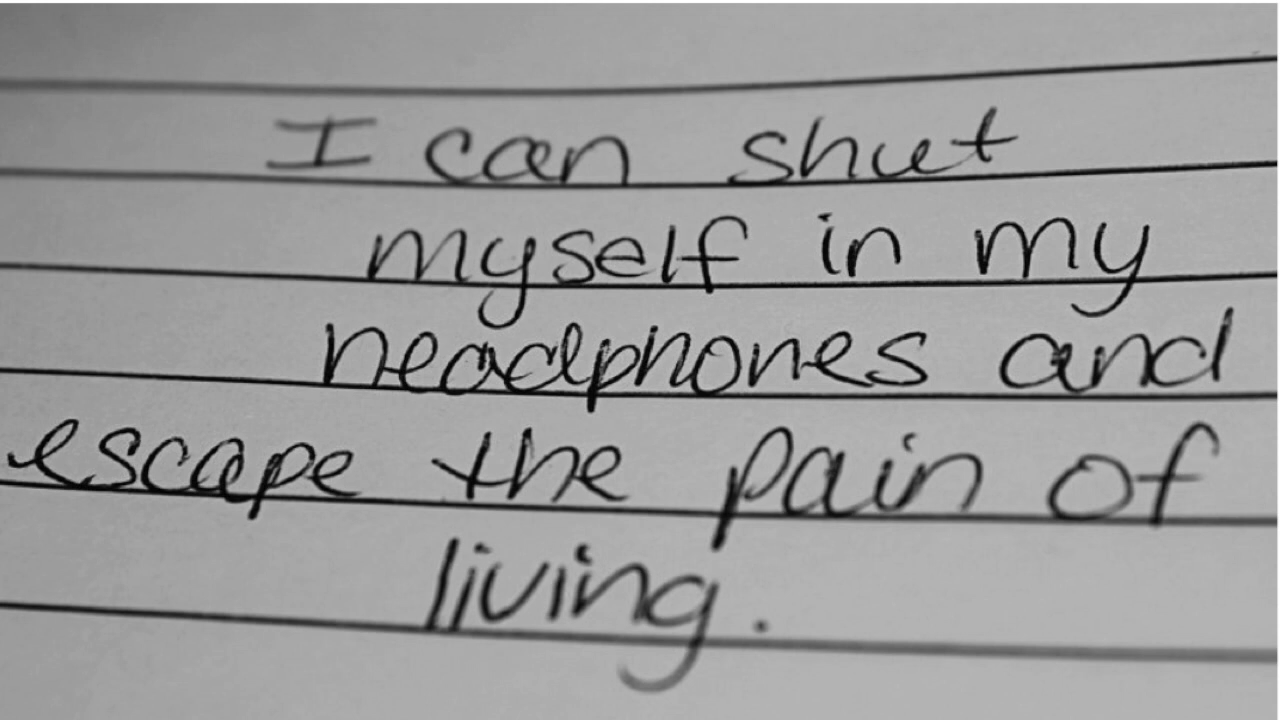 I can shut
myself in my
headphones and
escape the pain of
living.